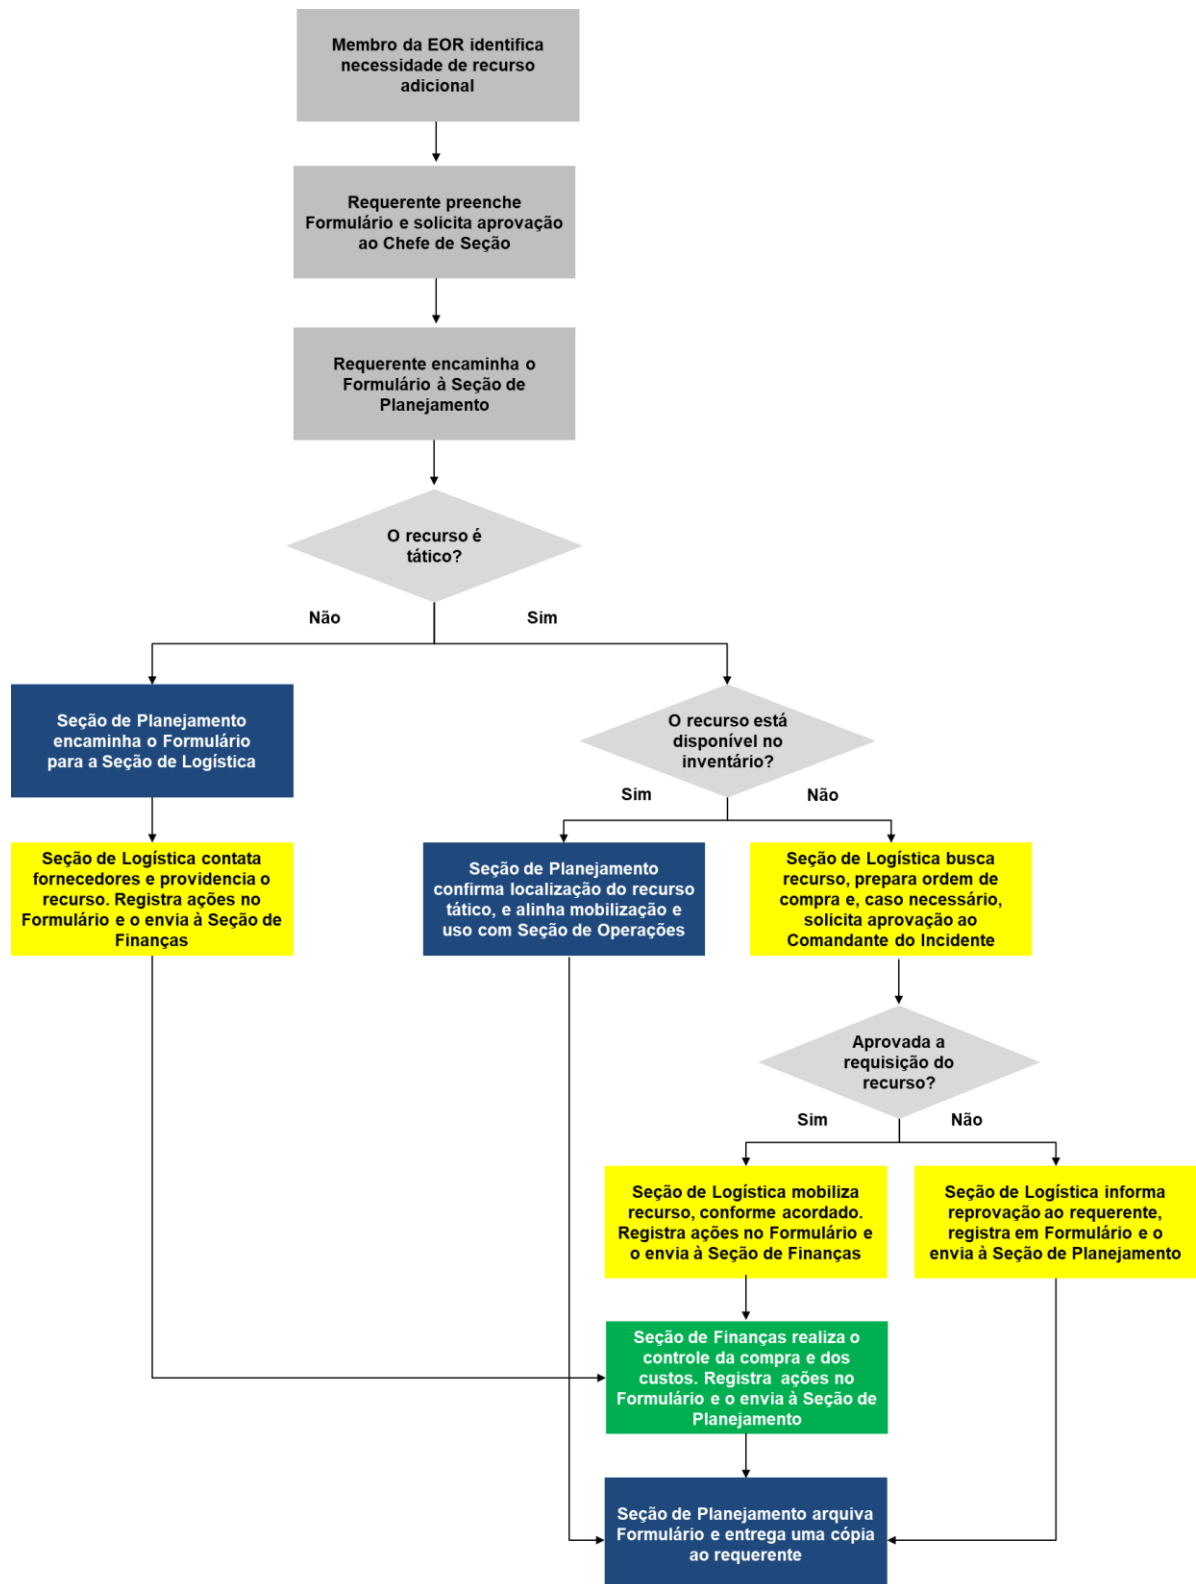 Membro da EOR identifica
necessidade de recurso
adicional
Requerente preenche
Formulário e solicita aprovação
ao Chefe de Seção
Requerente encaminha o
Formulário à Seção de
Planejamento
O recurso é
tático?
Não
Sim
Seção de Planejamento
encaminha o Formulário
para a Seção de Logística
O recurso está
disponível no
inventário?
Sim
Não
Seção de Logística contata
fornecedores e providencia o
recurso. Registra ações no
Formulário e o envia à Seção de
Finanças
Seção de Planejamento
confirma localização do recurso
tático, e alinha mobilização e
uso com Seção de Operações
Seção de Logística busca
recurso, prepara ordem de
compra e, caso necessário,
solicita aprovação ao
Comandante do Incidente
Aprovada a
requisição do
recurso?
Sim
Não
Seção de Logística mobiliza
recurso, conforme acordado.
Registra ações no Formulário e
o envia à Seção de Finanças
Seção de Logística informa
reprovação ao requerente,
registra em Formulário e o
envia à Seção de Planejamento
Seção de Finanças realiza o
controle da compra e dos
custos. Registra ações no
Formulário e o envia à Seção de
Planejamento
Seção de Planejamento arquiva
Formulário e entrega uma cópia
ao requerente